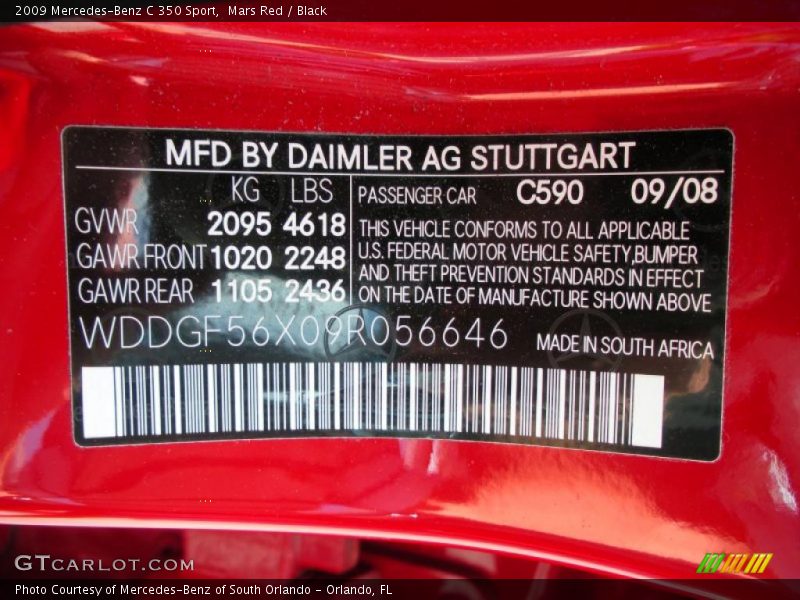 2009 Mercedes-Benz C 350 Sport,  Mars Red / Black
MFD BY DAIMLER AG STUTTGART
KG LBS
GVWR 2095 4618
GAWR FRONT 1020 2248
GAWR REAR 1105 2436
PASSENGER CAR C590 09/08
THIS VEHICLE CONFORMS TO ALL APPLICABLE
U.S. FEDERAL MOTOR VEHICLE SAFETY,BUMPER
AND THEFT PREVENTION STANDARDS IN EFFECT
ON THE DATE OF MANUFACTURE SHOWN ABOVE
WDDGF56X09R056646
MADE IN SOUTH AFRICA
GTCARLOT.COM
Photo Courtesy of Mercedes-Benz of South Orlando - Orlando, FL